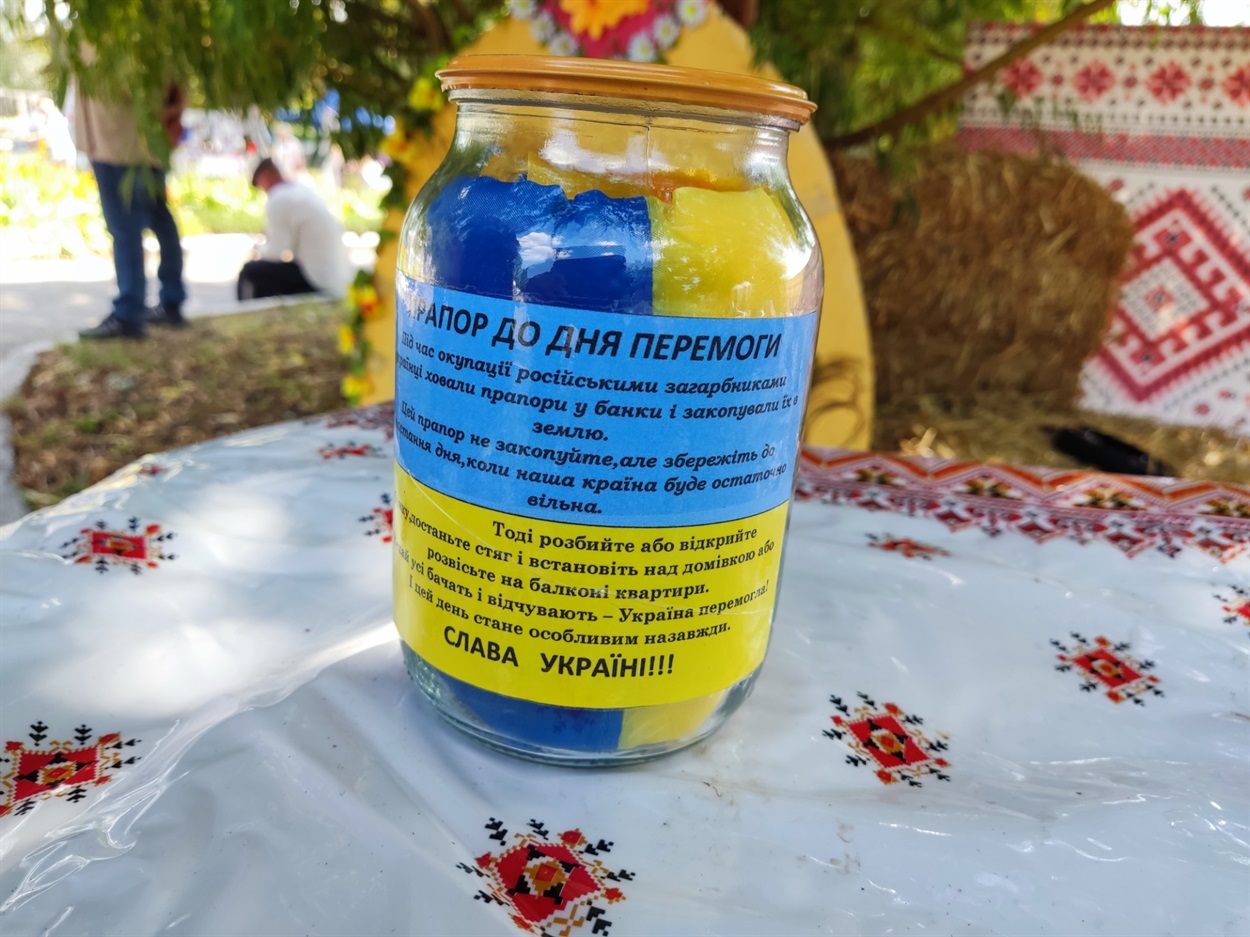 ПРАПОР ДО ДНЯ ПЕРЕМОГИ
Під час окупації російськими загарбниками
українці ховали прапори у банки і закопували їх в
землю.
Цей прапор не закопуйте,але збережіть до
настання дня,коли наша країна буде остаточно
вільна.
Тоді розбийте або відкрийте
достаньте стяг і встановіть над домівкою або
розвісьте на балконі квартири.
усі бачать і відчувають – Україна перемогла!
І цей день стане особливим назавжди.
СЛАВА УКРАЇНІ!!!